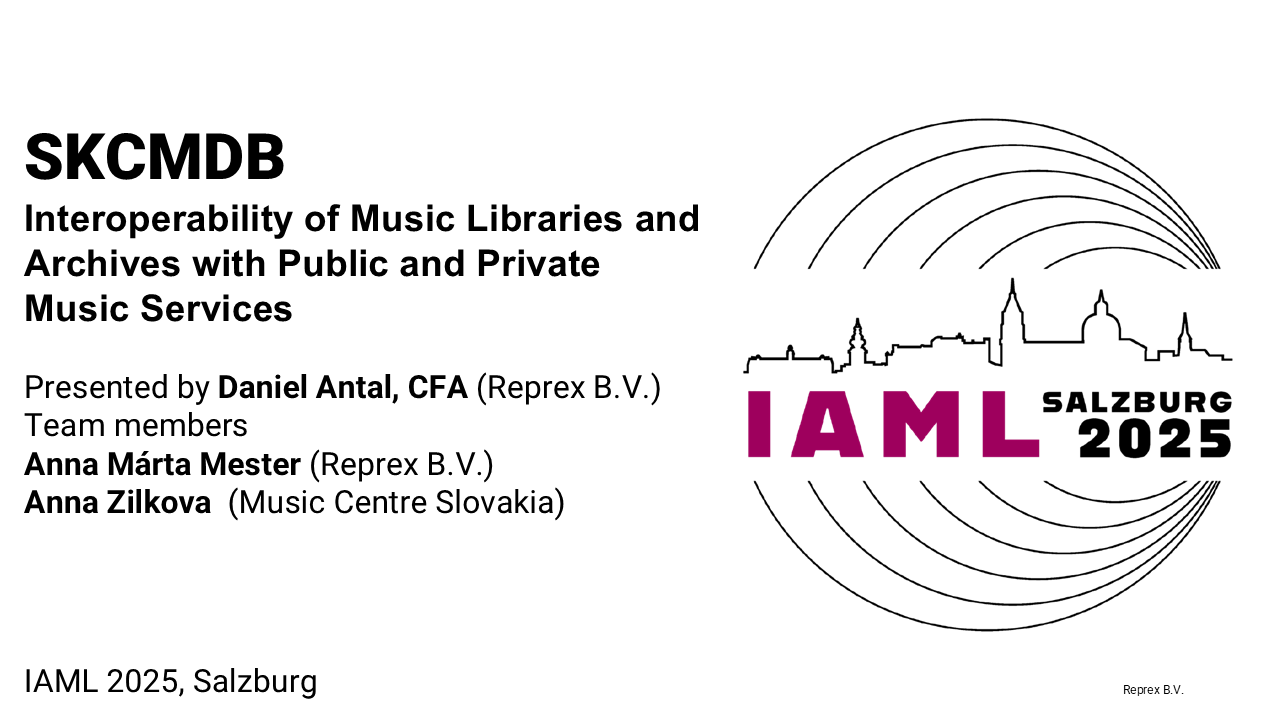 SKCMDB
Interoperability of Music Libraries and
Archives with Public and Private
Music Services
Presented by Daniel Antal, CFA (Reprex B.V.)
Team members
Anna Márta Mester (Reprex B.V.)
Anna Zilkova (Music Centre Slovakia)
IAML SALZBURG
2025
IAML 2025, Salzburg
Reprex B.V.